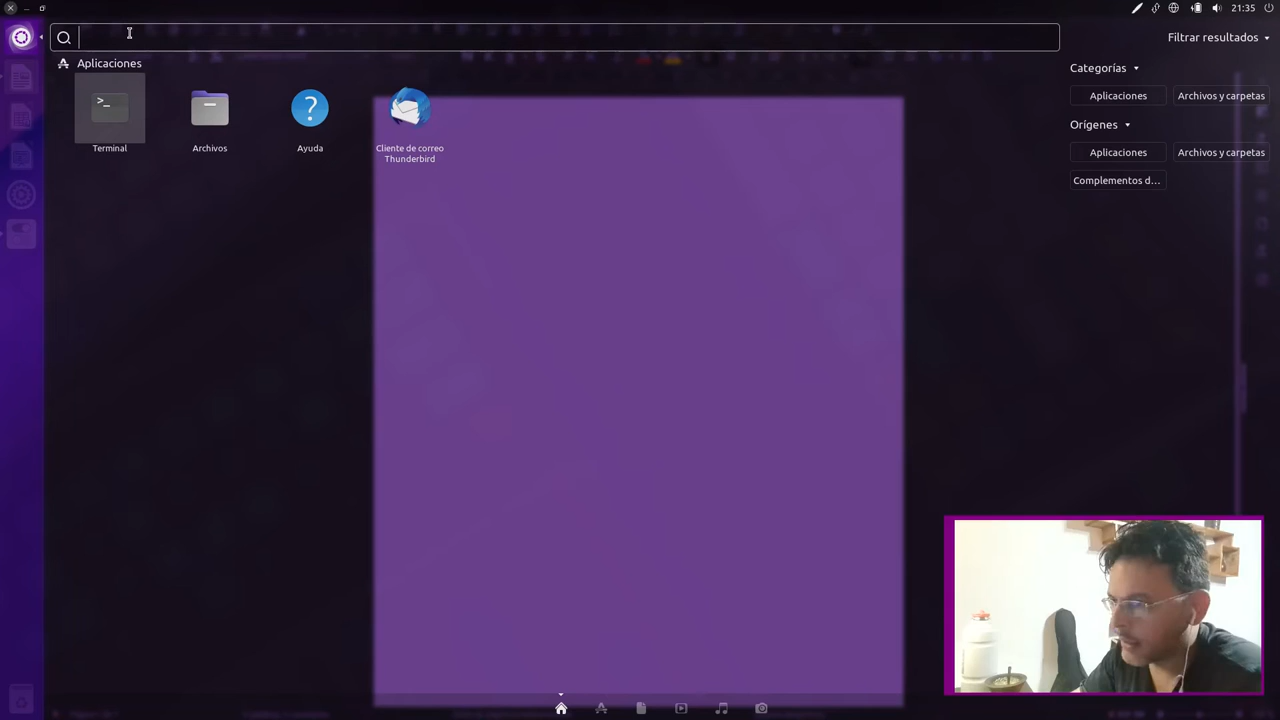 21:35
Filtrar resultados
Aplicaciones
Terminal
Archivos
Ayuda
Cliente de correo
Thunderbird
Categorías
Aplicaciones
Archivos y carpetas
Orígenes
Aplicaciones
Archivos y carpetas
Complementos d...